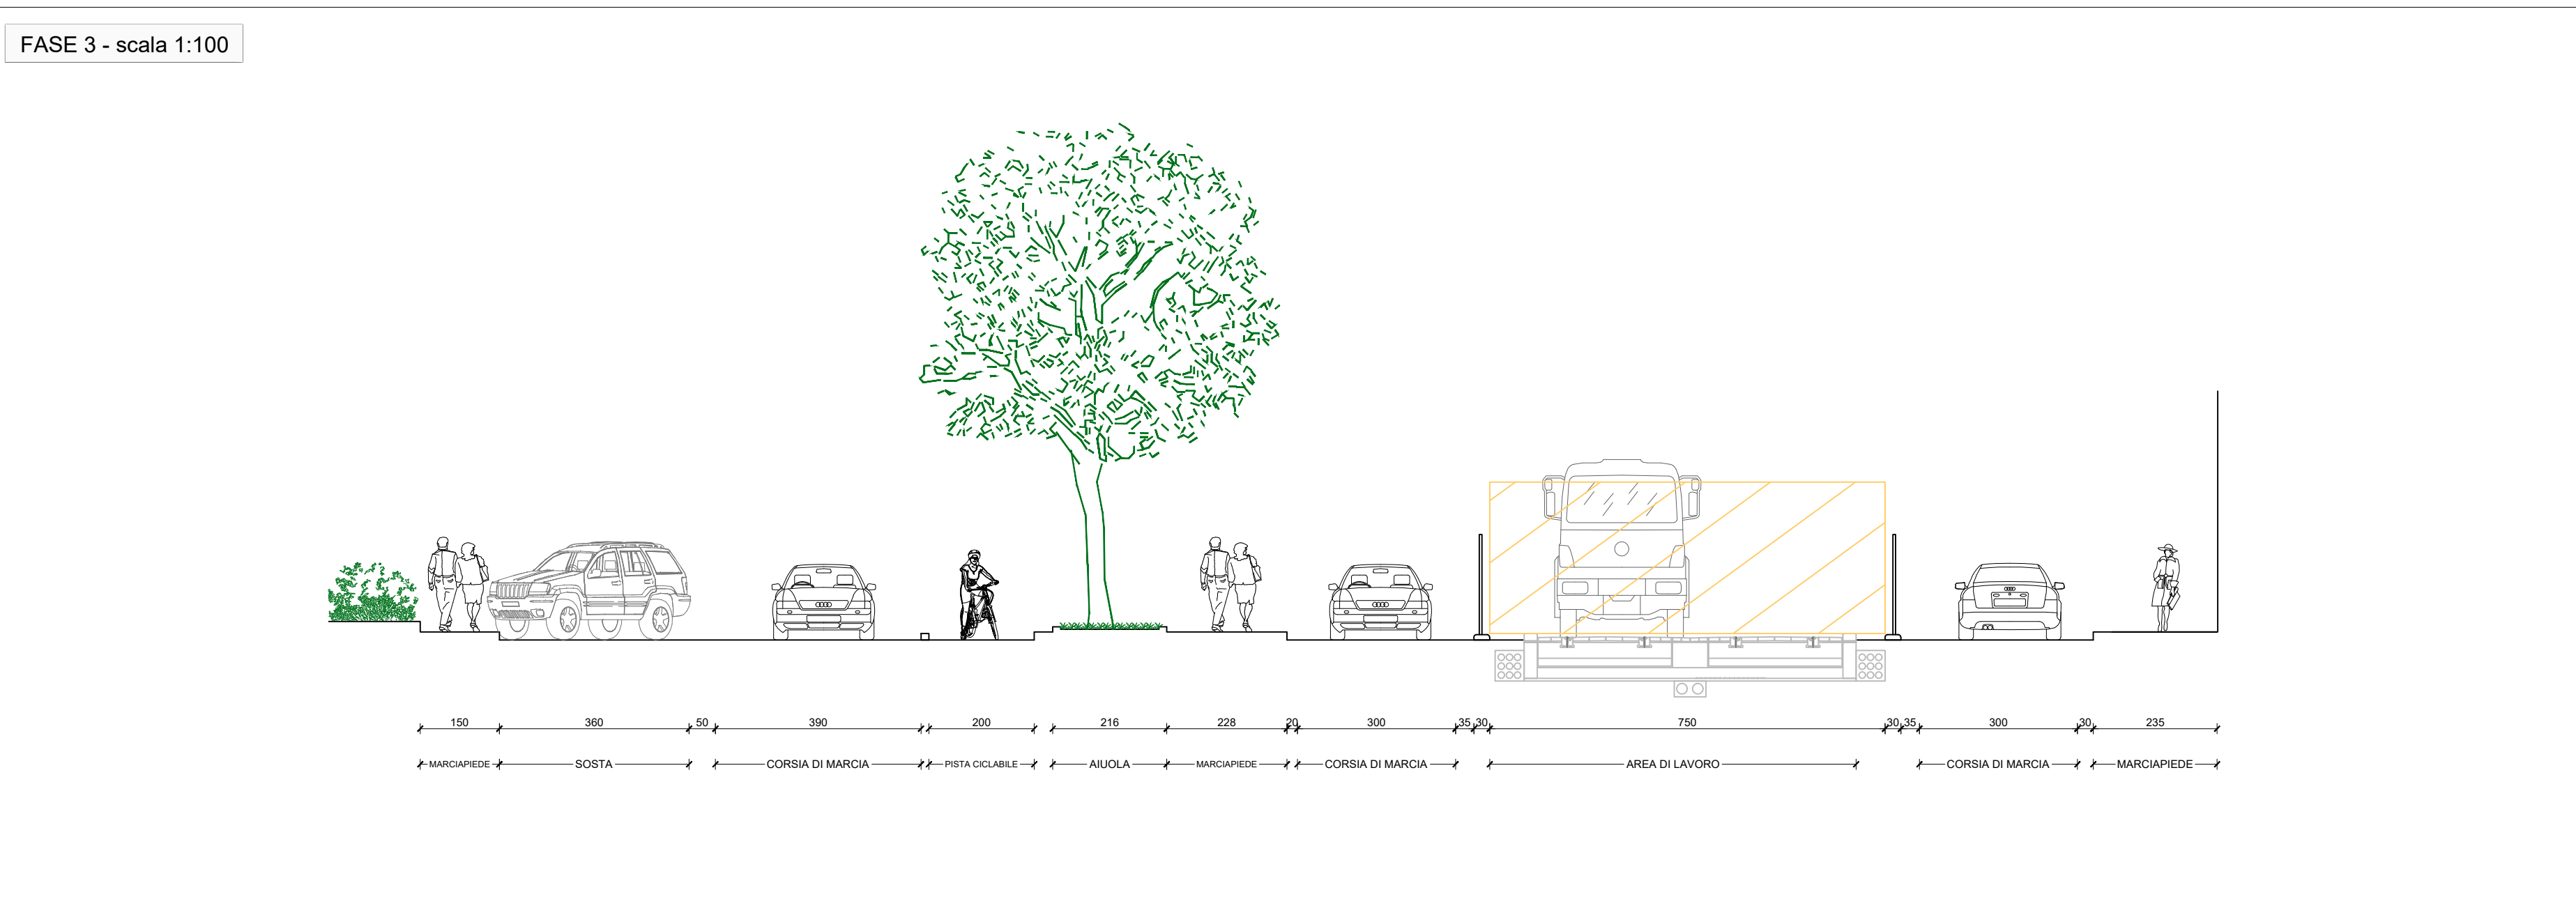 FASE 3 - scala 1:100
150 360 50 390 200 216 228 20 300 35 30 750 30 35 300 30 235
MARCIAPIEDE SOSTA CORSIA DI MARCIA PISTA CICLABILE AIUOLA MARCIAPIEDE CORSIA DI MARCIA AREA DI LAVORO CORSIA DI MARCIA MARCIAPIEDE